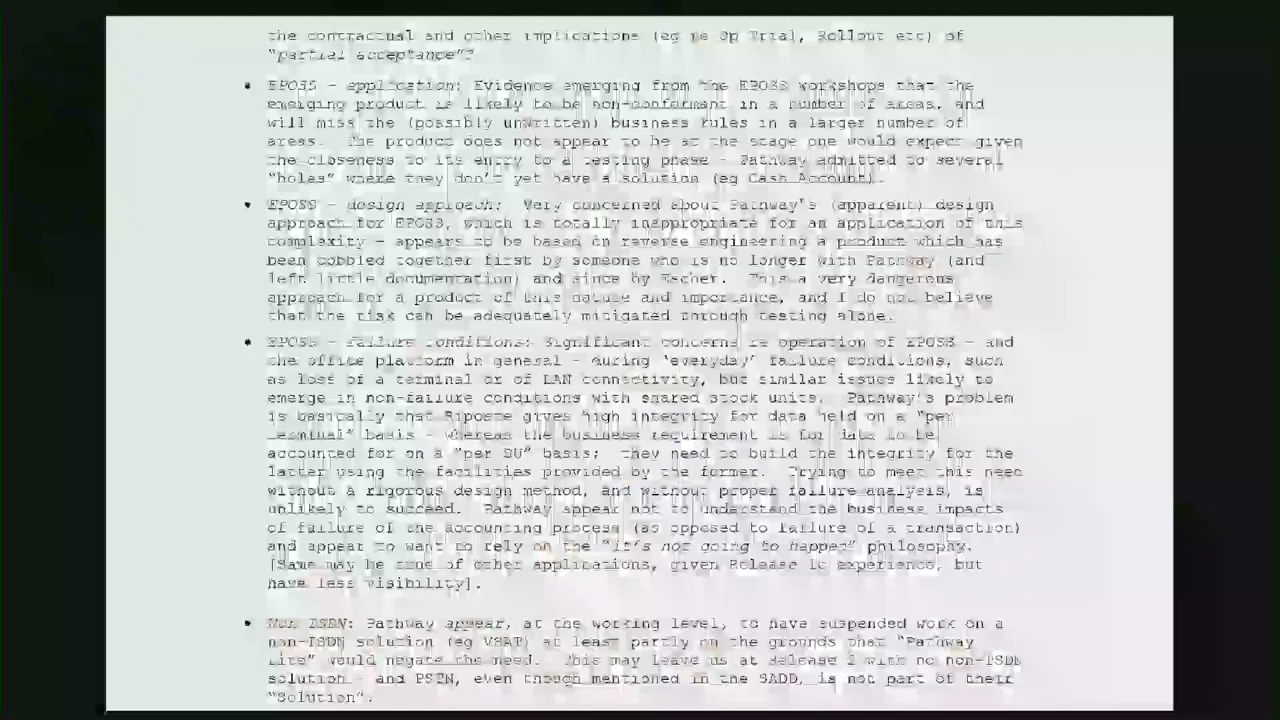 the contractual and other implications (eg re Op Trial, Rollout etc) of
"partial acceptance"?
• EPOSS - application: Evidence emerging from the EPOSS workshops that the
emerging product is likely to be non-conformant in a number of areas, and
will miss the (possibly unwritten) business rules in a larger number of
areas. The product does not appear to be at the stage one would expect given
the closeness to its entry to a testing phase - Pathway admitted to several
"holes" where they don't yet have a solution (eg Cash Account).
• EPOSS - design approach: Very concerned about Pathway's (apparent) design
approach for EPOSS, which is totally inappropriate for an application of this
complexity - appears to be based on reverse engineering a product which has
been cobbled together first by someone who is no longer with Pathway (and
left little documentation) and since by Escher. This a very dangerous
approach for a product of this nature and importance, and I do not believe
that the risk can be adequately mitigated through testing alone.
• EPOSS - failure conditions: Significant concerns re operation of EPOSS - and
the office platform in general - during 'everyday' failure conditions, such
as loss of a terminal or of LAN connectivity, but similar issues likely to
emerge in non-failure conditions with shared stock units. Pathway's problem
is basically that Riposte gives high integrity for data held on a "per
terminal" basis - whereas the business requirement is for data to be
accounted for on a "per SU" basis; they need to build the integrity for the
latter using the facilities provided by the former. Trying to meet this need
without a rigorous design method, and without proper failure analysis, is
unlikely to succeed. Pathway appear not to understand the business impacts
of failure of the accounting process (as opposed to failure of a transaction)
and appear to want to rely on the "it's not going to happen" philosophy.
[Same may be true of other applications, given Release 1c experience, but
have less visibility].
• Non ISDN: Pathway appear, at the working level, to have suspended work on a
non-ISDN solution (eg VSAT) at least partly on the grounds that "Pathway
Lite" would negate the need. This may leave us at Release 2 with no non-ISDN
solution - and PSTN, even though mentioned in the SADD, is not part of their
"Solution".